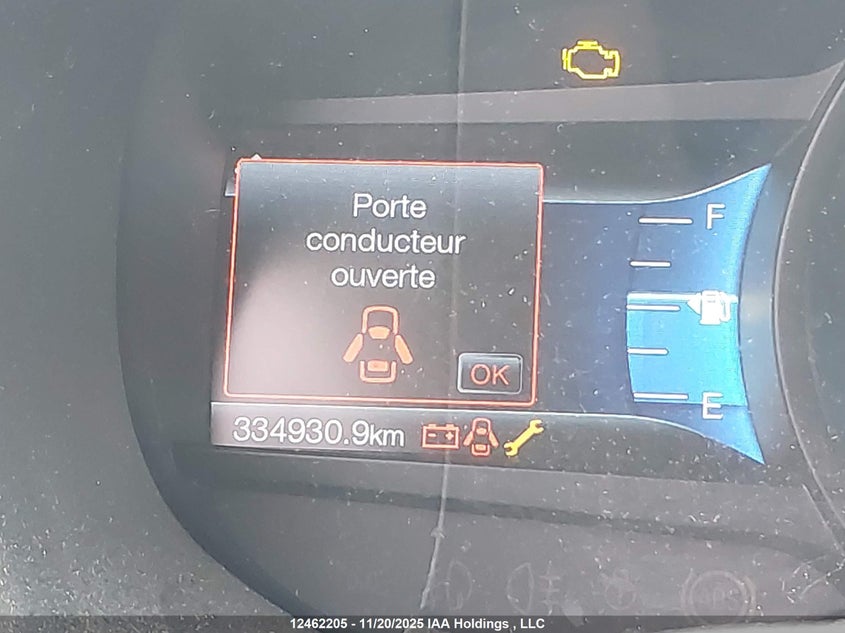 Porte
conducteur
ouverte
OK
F
E
334930.9km
12462205 - 11/20/2025 IAA Holdings , LLC